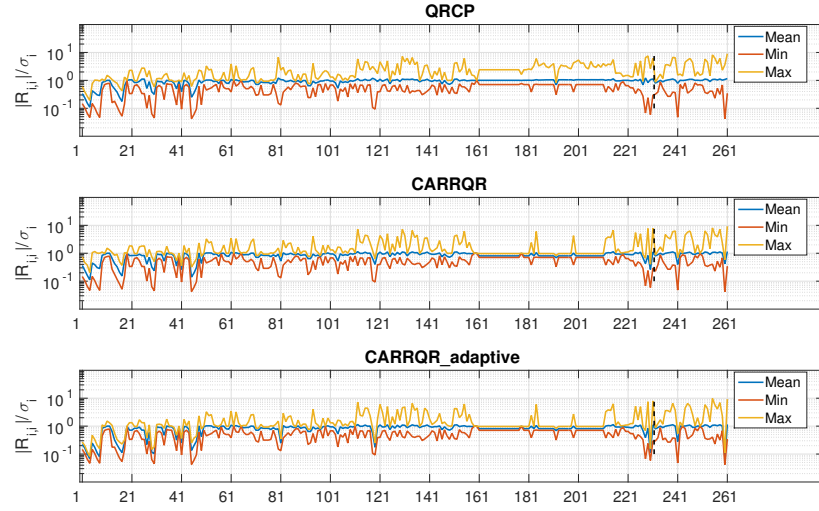 QRCP
|R_{i,i}|/σ_i
10^1
10^0
10^{-1}
1 21 41 61 81 101 121 141 161 181 201 221 241 261
Mean
Min
Max
CARRQR
|R_{i,i}|/σ_i
10^1
10^0
10^{-1}
1 21 41 61 81 101 121 141 161 181 201 221 241 261
Mean
Min
Max
CARRQR_adaptive
|R_{i,i}|/σ_i
10^1
10^0
10^{-1}
1 21 41 61 81 101 121 141 161 181 201 221 241 261
Mean
Min
Max